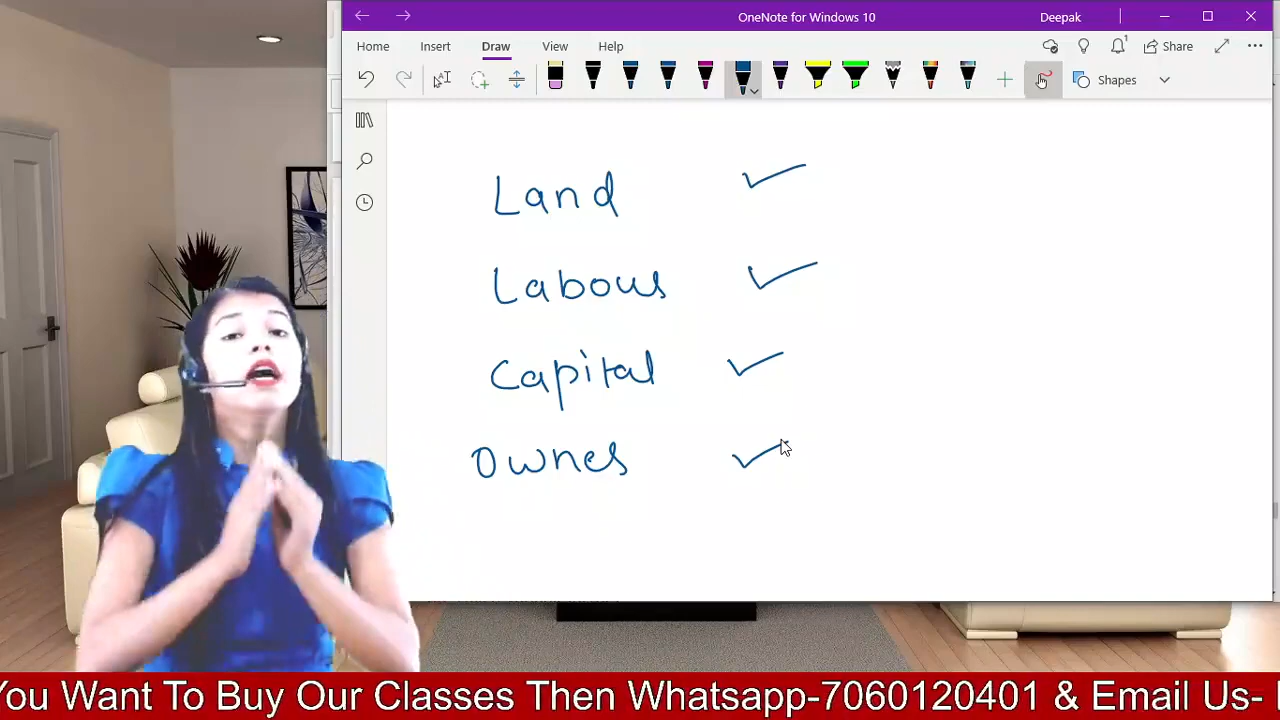 OneNote for Windows 10
Deepak
Home Insert Draw View Help
Share
Shapes
Land
Labour
Capital
Owner
You Want To Buy Our Classes Then Whatsapp-7060120401 & Email Us-